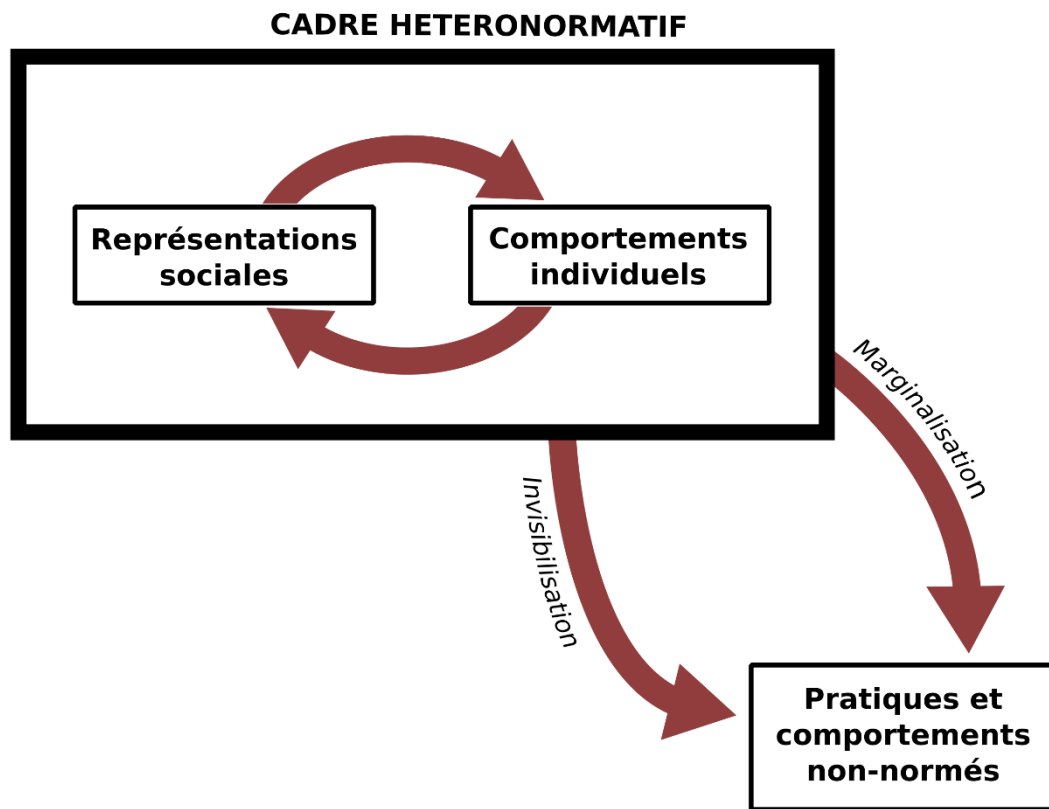 CADRE HETERONORMATIF
Représentations
sociales
Comportements
individuels
Marginalisation
Invisibilisation
Pratiques et
comportements
non-normés